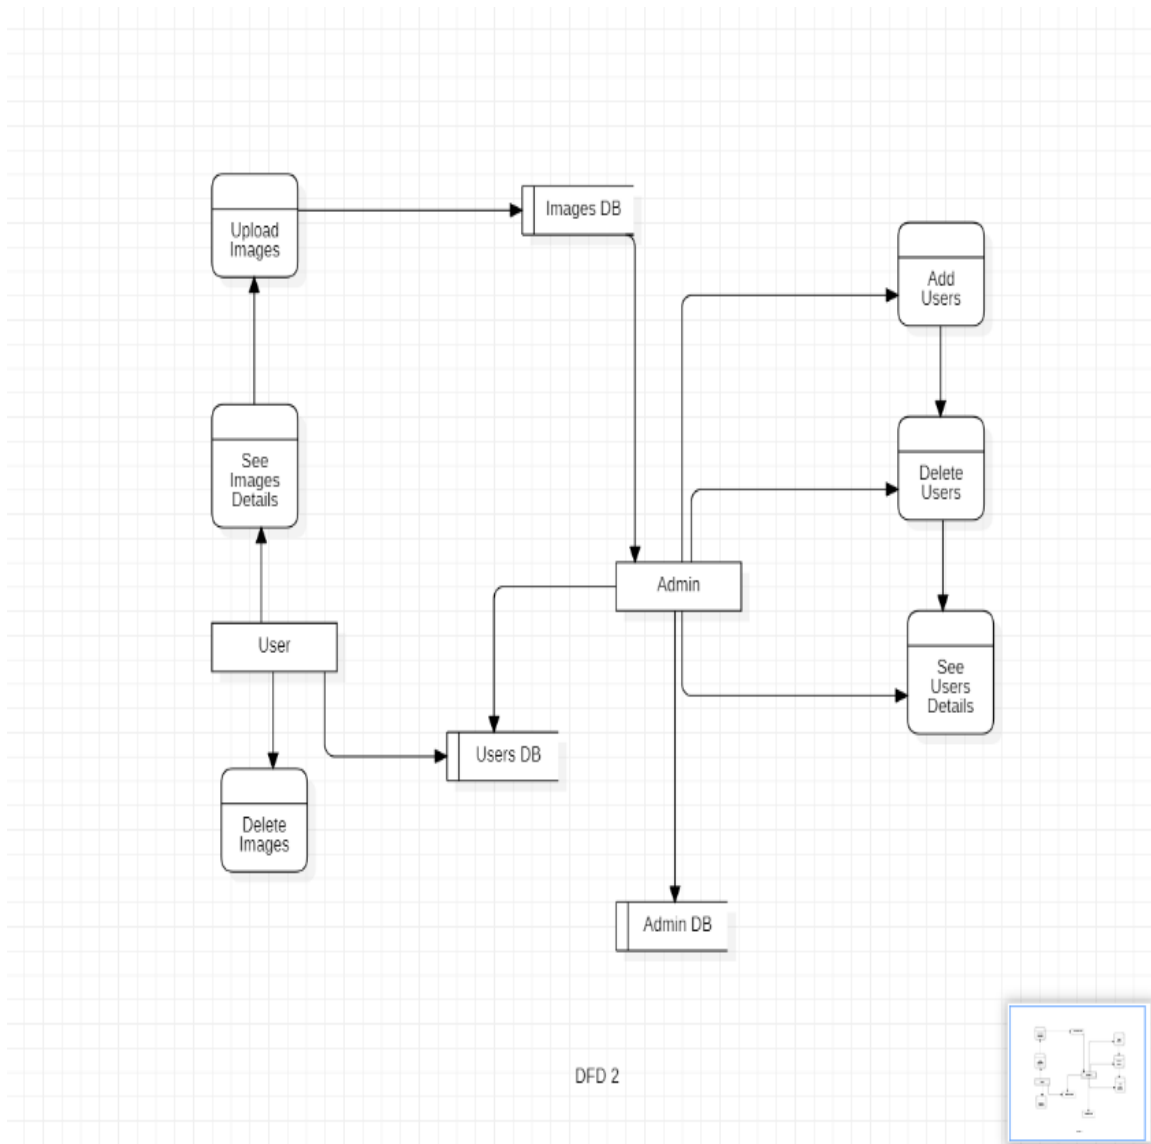 Upload
Images
Images DB
Add
Users
See
Images
Details
Delete
Users
Admin
User
See
Users
Details
Users DB
Delete
Images
Admin DB
DFD 2